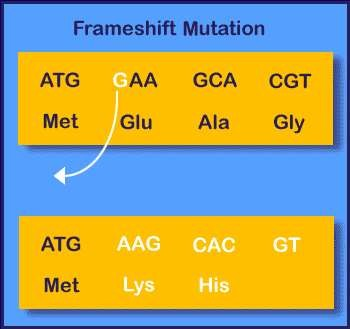 Frameshift Mutation
ATG GAA GCA CGT
Met Glu Ala Gly
ATG AAG CAC GT
Met Lys His